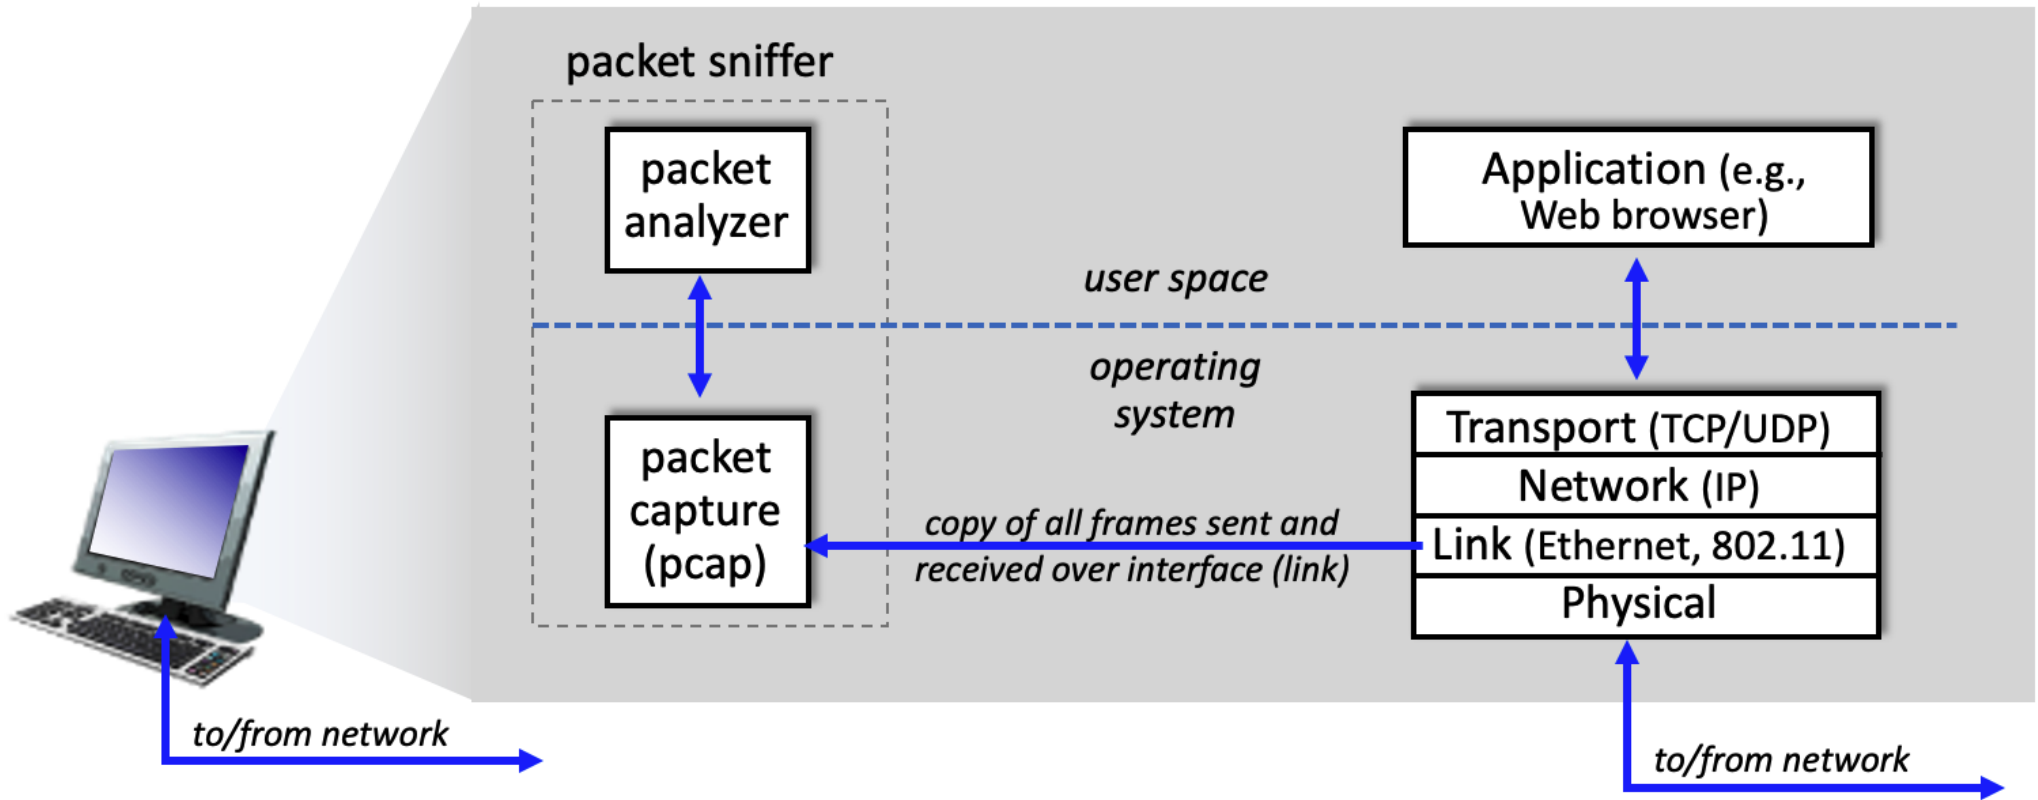 packet sniffer
packet
analyzer
Application (e.g.,
Web browser)
user space
operating
system
packet
capture
(pcap)
copy of all frames sent and
received over interface (link)
Transport (TCP/UDP)
Network (IP)
Link (Ethernet, 802.11)
Physical
to/from network
to/from network